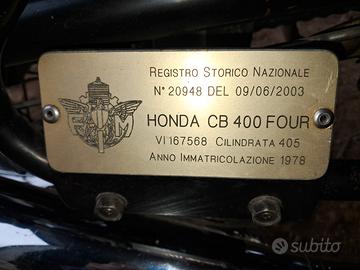 REGISTRO STORICO NAZIONALE
N° 20948 DEL 09/06/2003
HONDA CB 400 FOUR
VI 167568 CILINDRATA 405
ANNO IMMATRICOLAZIONE 1978
FMI
subito